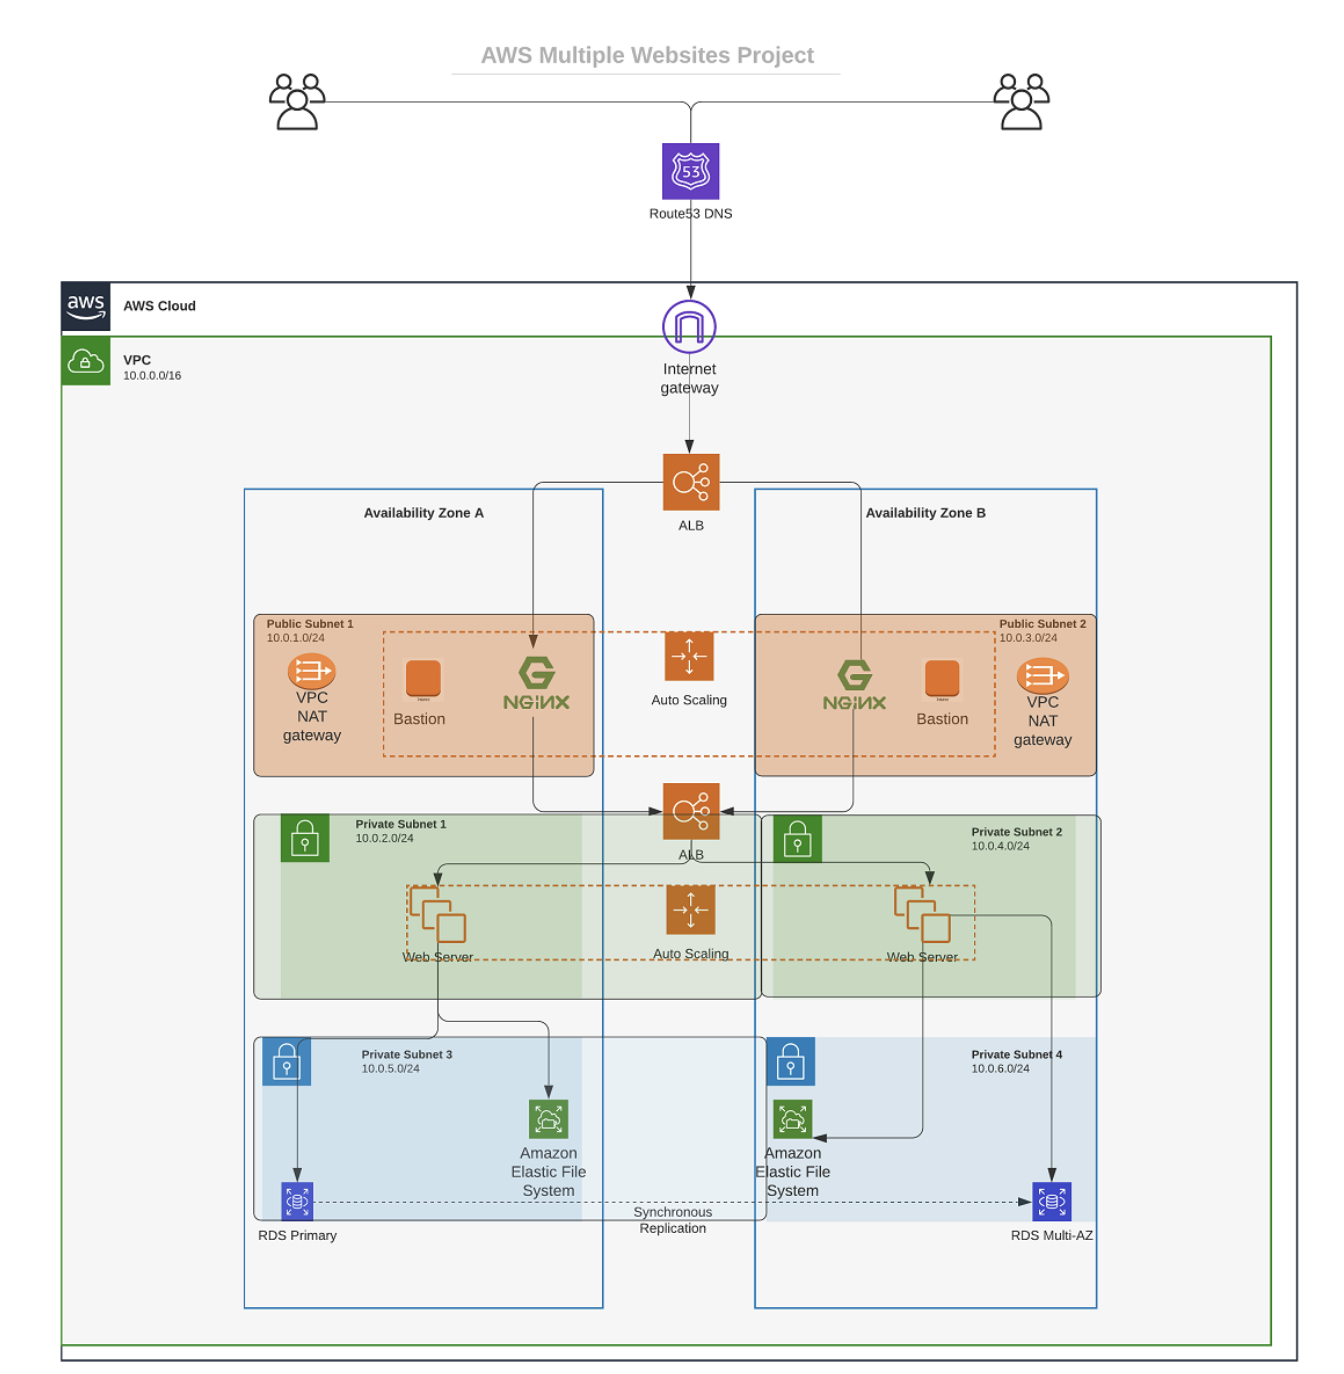 AWS Multiple Websites Project
53
Route53 DNS
aws
AWS Cloud
VPC
10.0.0.0/16
Internet
gateway
ALB
Availability Zone A
Availability Zone B
Public Subnet 1
10.0.1.0/24
VPC
NAT
gateway
Bastion
NGINX
Auto Scaling
NGINX
Bastion
Public Subnet 2
10.0.3.0/24
VPC
NAT
gateway
ALB
Private Subnet 1
10.0.2.0/24
Private Subnet 2
10.0.4.0/24
Web Server
Auto Scaling
Web Server
Private Subnet 3
10.0.5.0/24
Private Subnet 4
10.0.6.0/24
Amazon
Elastic File
System
Amazon
Elastic File
System
Synchronous
Replication
RDS Primary
RDS Multi-AZ